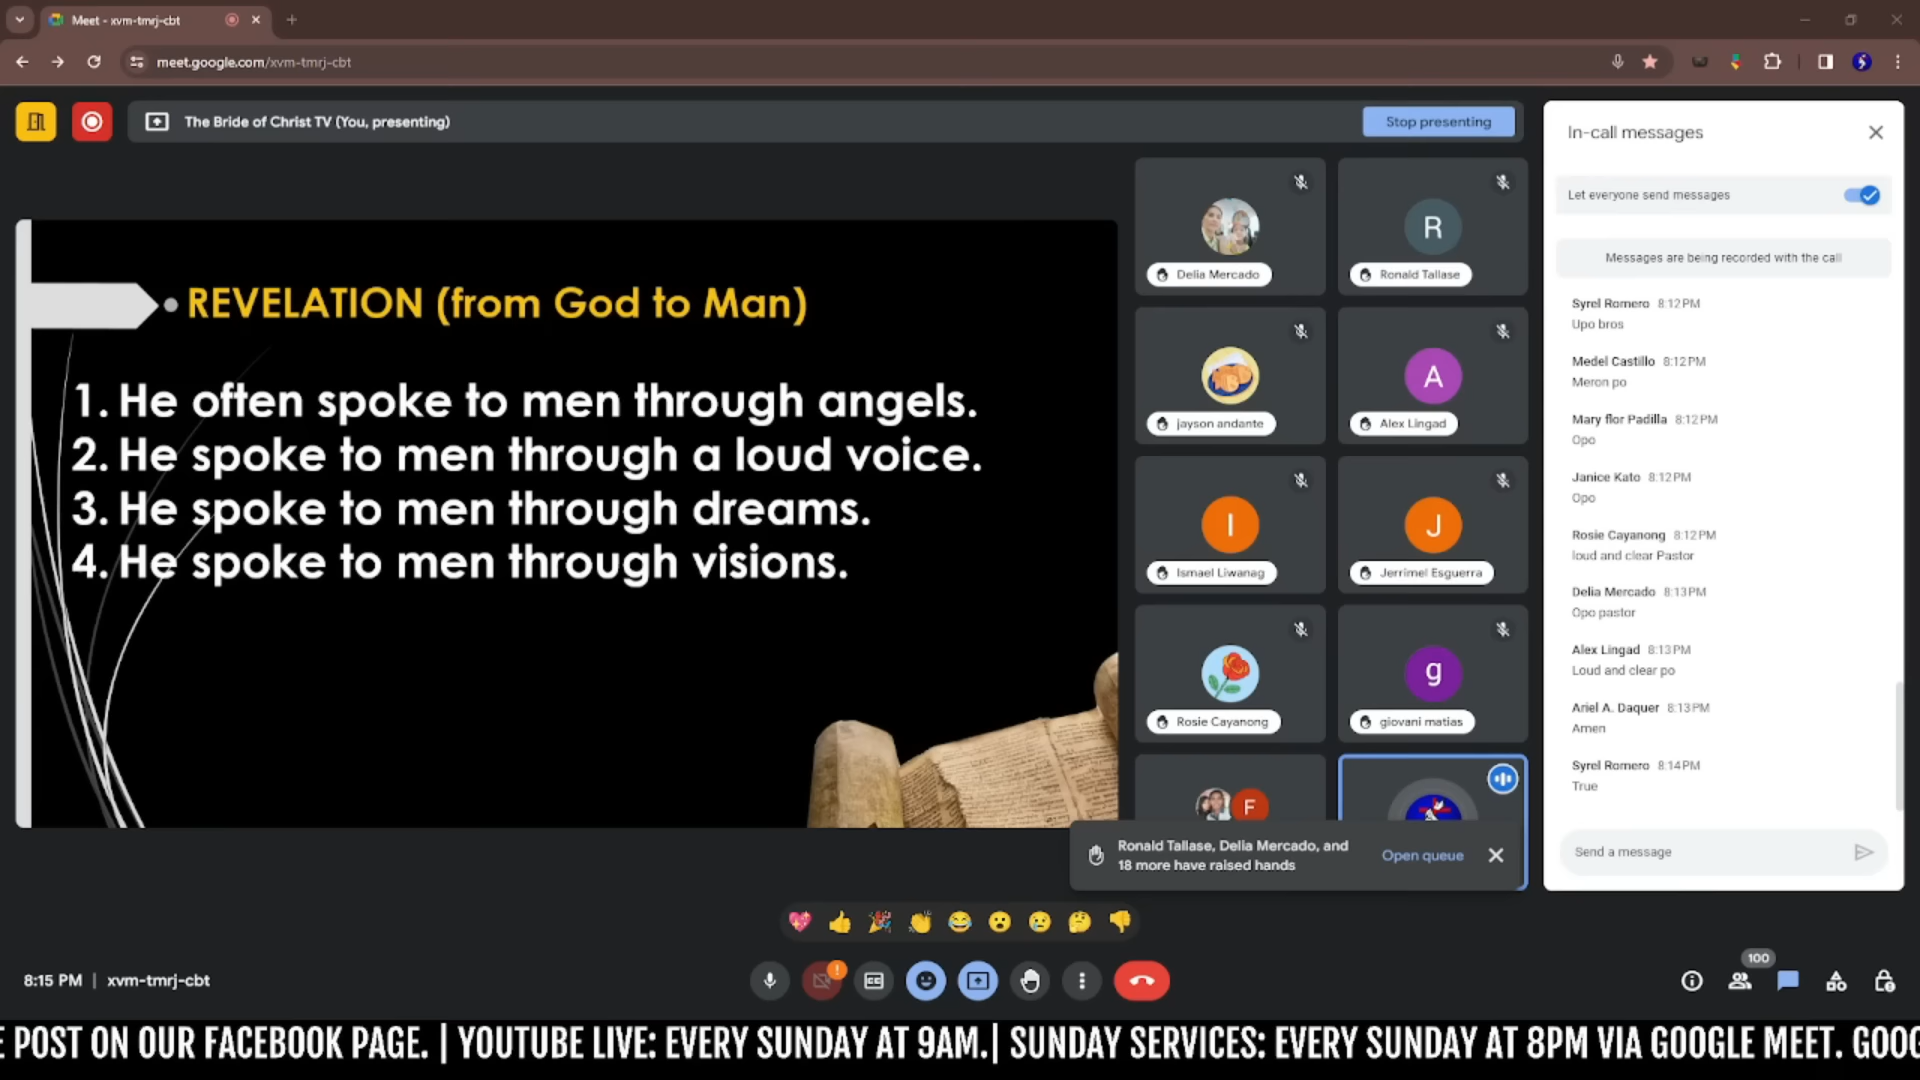 Meet - xvm-tmrj-cbt
meet.google.com/xvm-tmrj-cbt
The Bride of Christ TV (You, presenting)
Stop presenting
REVELATION (from God to Man)
1. He often spoke to men through angels.
2. He spoke to men through a loud voice.
3. He spoke to men through dreams.
4. He spoke to men through visions.
Delia Mercado
R
Ronald Tallase
jayson andante
A
Alex Lingad
I
Ismael Liwanag
J
Jerrimel Esguerra
Rosie Cayanong
g
giovani matias
F
Ronald Tallase, Delia Mercado, and
18 more have raised hands
Open queue
In-call messages
Let everyone send messages
Messages are being recorded with the call
Syrel Romero 8:12 PM
Upo bros
Medel Castillo 8:12 PM
Meron po
Mary flor Padilla 8:12 PM
Opo
Janice Kato 8:12 PM
Opo
Rosie Cayanong 8:12 PM
loud and clear Pastor
Delia Mercado 8:13 PM
Opo pastor
Alex Lingad 8:13 PM
Loud and clear po
Ariel A. Daquer 8:13 PM
Amen
Syrel Romero 8:14 PM
True
Send a message
8:15 PM | xvm-tmrj-cbt
100
E POST ON OUR FACEBOOK PAGE. | YOUTUBE LIVE: EVERY SUNDAY AT 9AM.| SUNDAY SERVICES: EVERY SUNDAY AT 8PM VIA GOOGLE MEET. GOOG